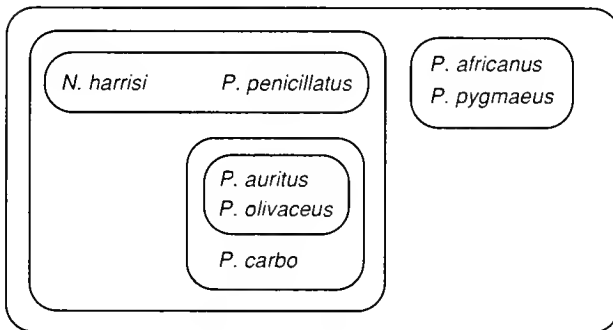 N. harrisi P. penicillatus
P. africanus
P. pygmaeus
P. auritus
P. olivaceus
P. carbo